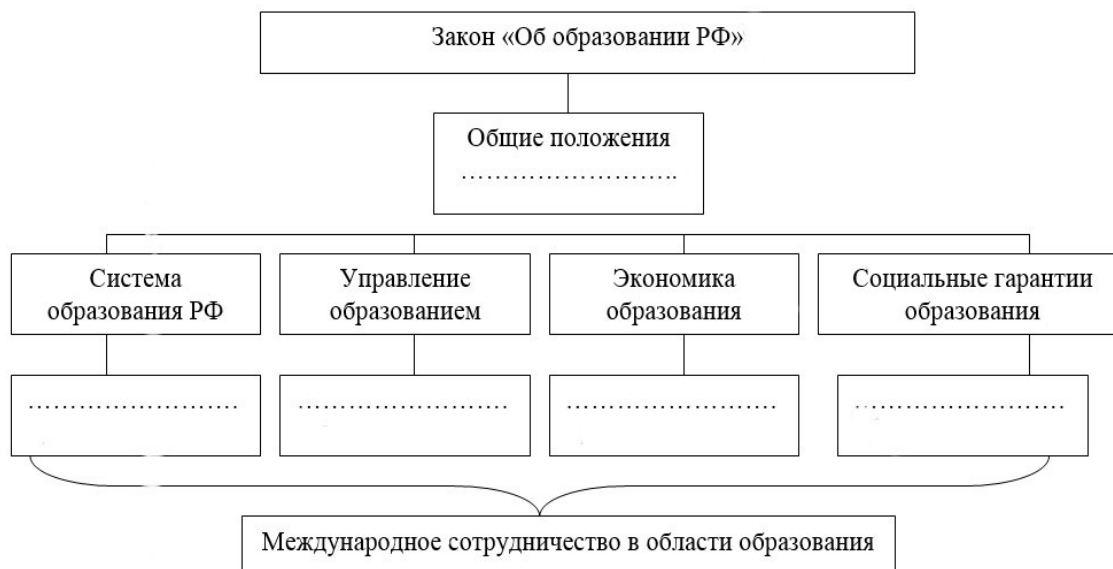 Закон «Об образовании РФ»
Общие положения
……………………..
Система
образования РФ
Управление
образованием
Экономика
образования
Социальные гарантии
образования
…………………….
…………………….
…………………….
…………………….
Международное сотрудничество в области образования